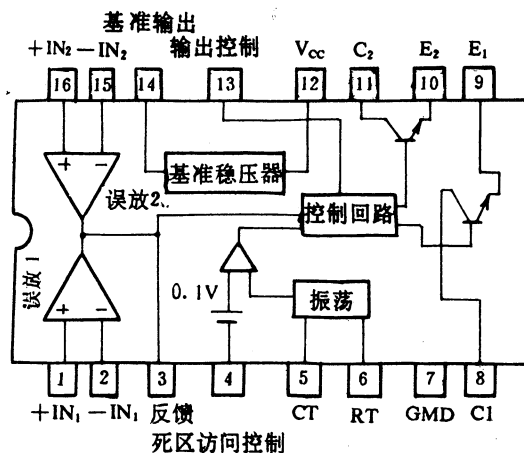 基准输出
+IN₂ －IN₂ 输出控制 V_CC C₂ E₂ E₁
16 15 14 13 12 11 10 9
+ －
基准稳压器
误放2
控制回路
误放1
0.1V
振荡
+ －
1 2 3 4 5 6 7 8
+IN₁ －IN₁ 反馈 CT RT GMD C1
死区访问控制